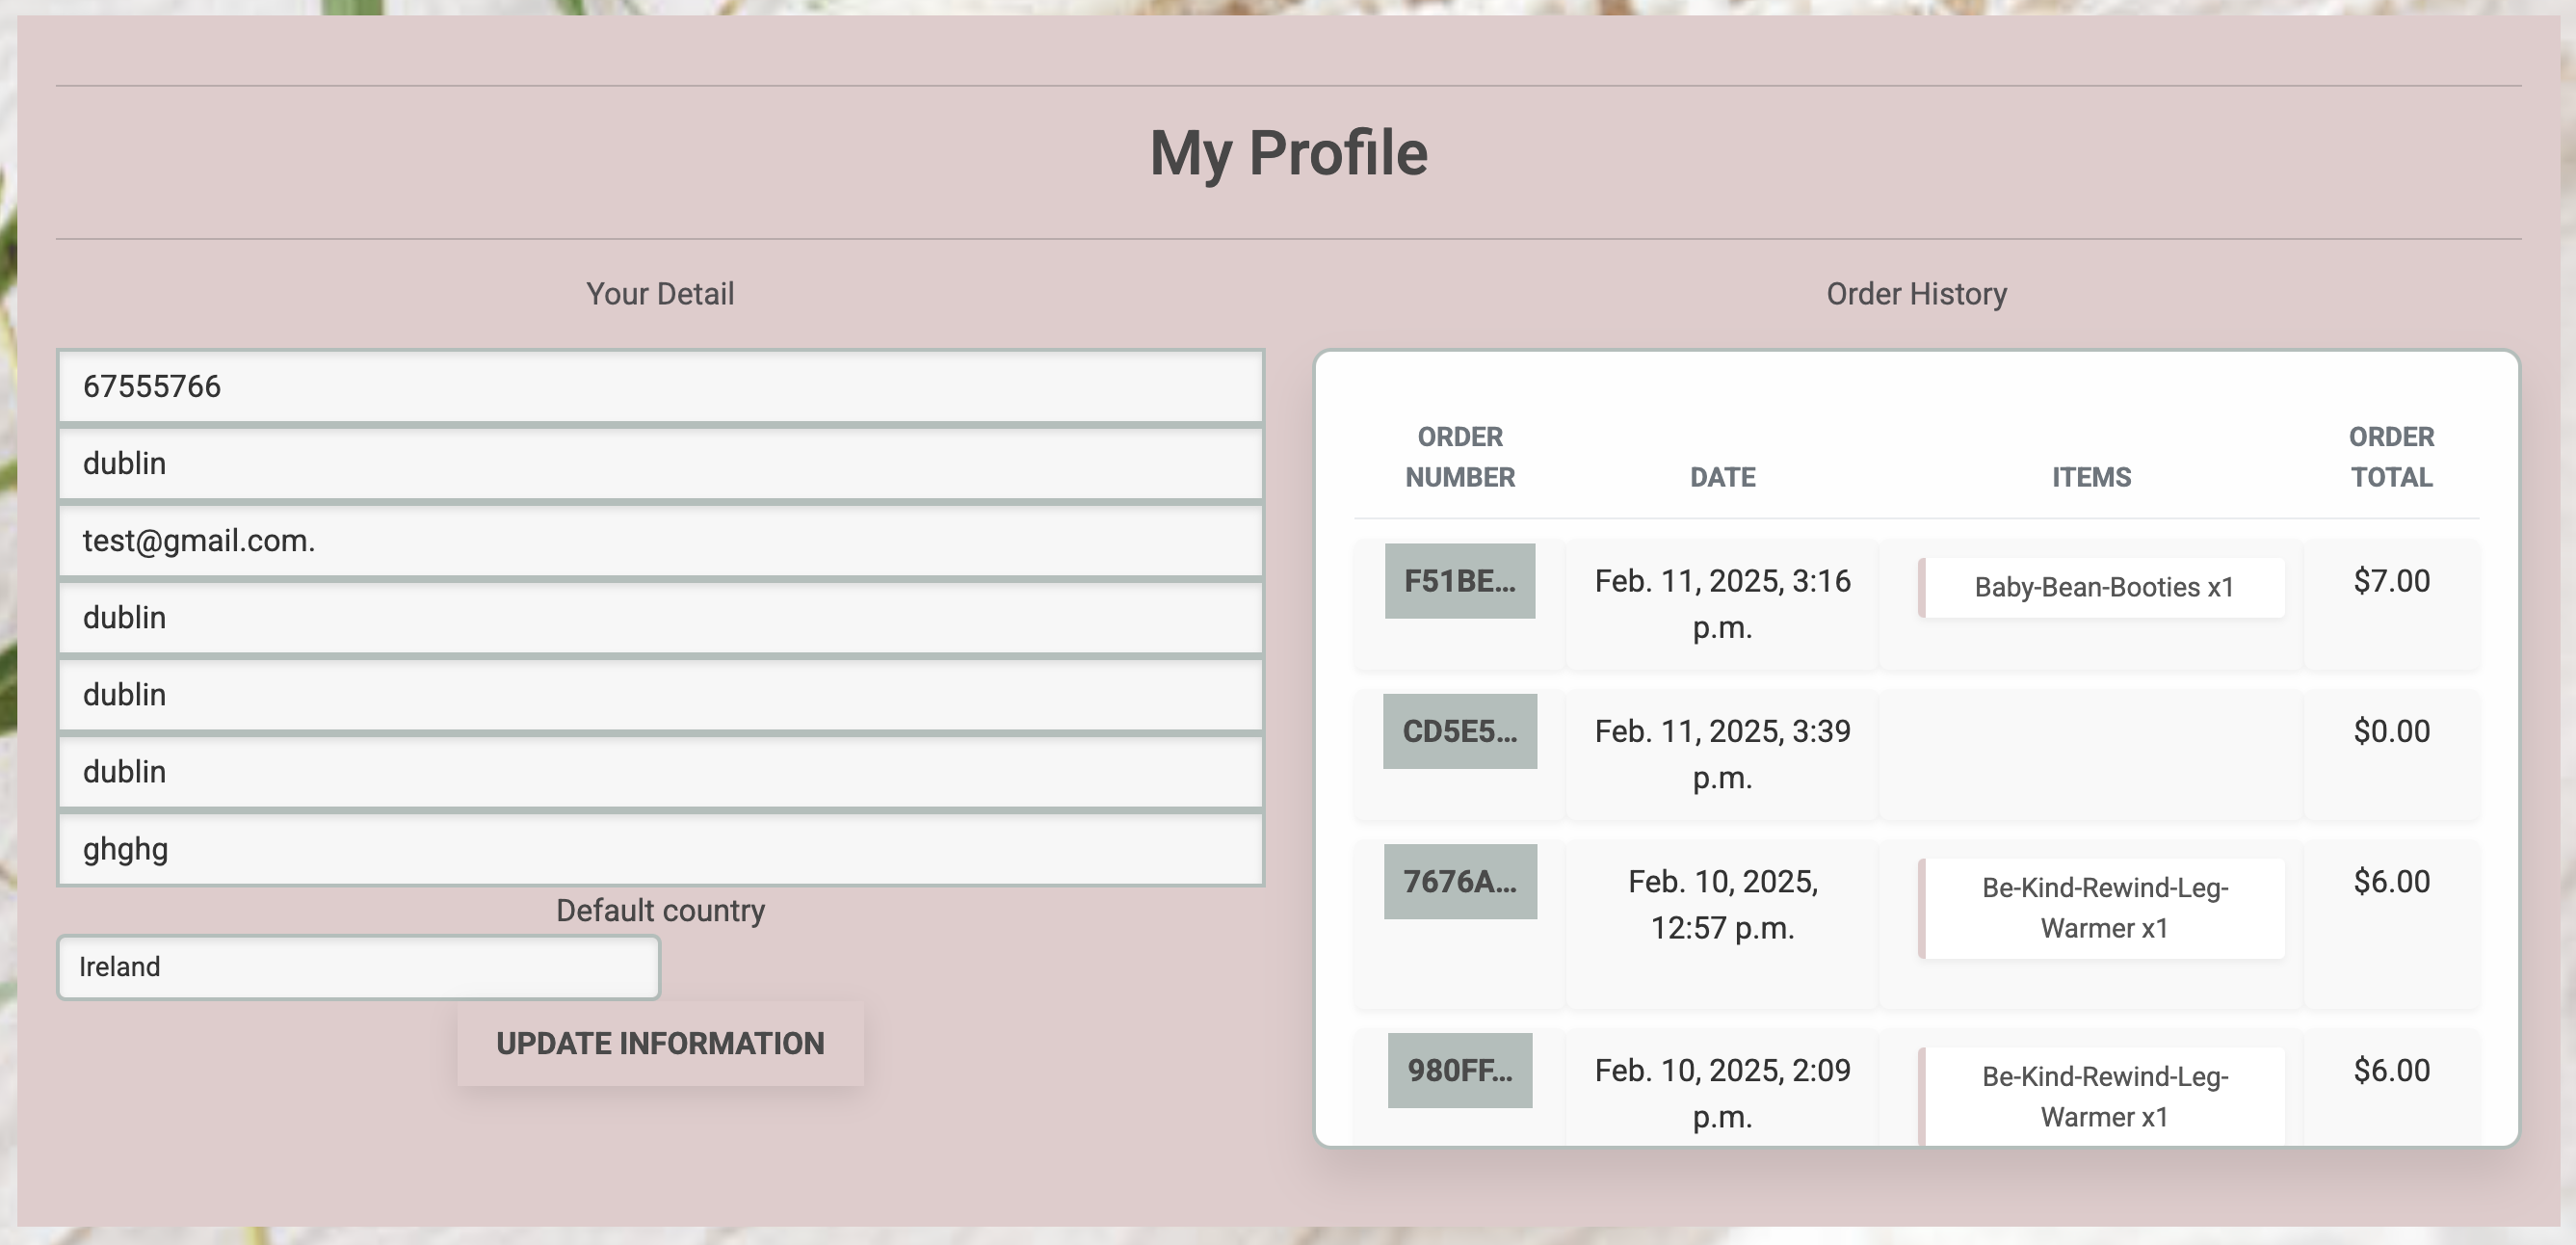 My Profile
Your Detail
67555766
dublin
test@gmail.com.
dublin
dublin
dublin
ghghg
Default country
Ireland
UPDATE INFORMATION
Order History
ORDER
NUMBER
DATE
ITEMS
ORDER
TOTAL
F51BE...
Feb. 11, 2025, 3:16
p.m.
Baby-Bean-Booties x1
$7.00
CD5E5...
Feb. 11, 2025, 3:39
p.m.
$0.00
7676A...
Feb. 10, 2025,
12:57 p.m.
Be-Kind-Rewind-Leg-
Warmer x1
$6.00
980FF...
Feb. 10, 2025, 2:09
p.m.
Be-Kind-Rewind-Leg-
Warmer x1
$6.00